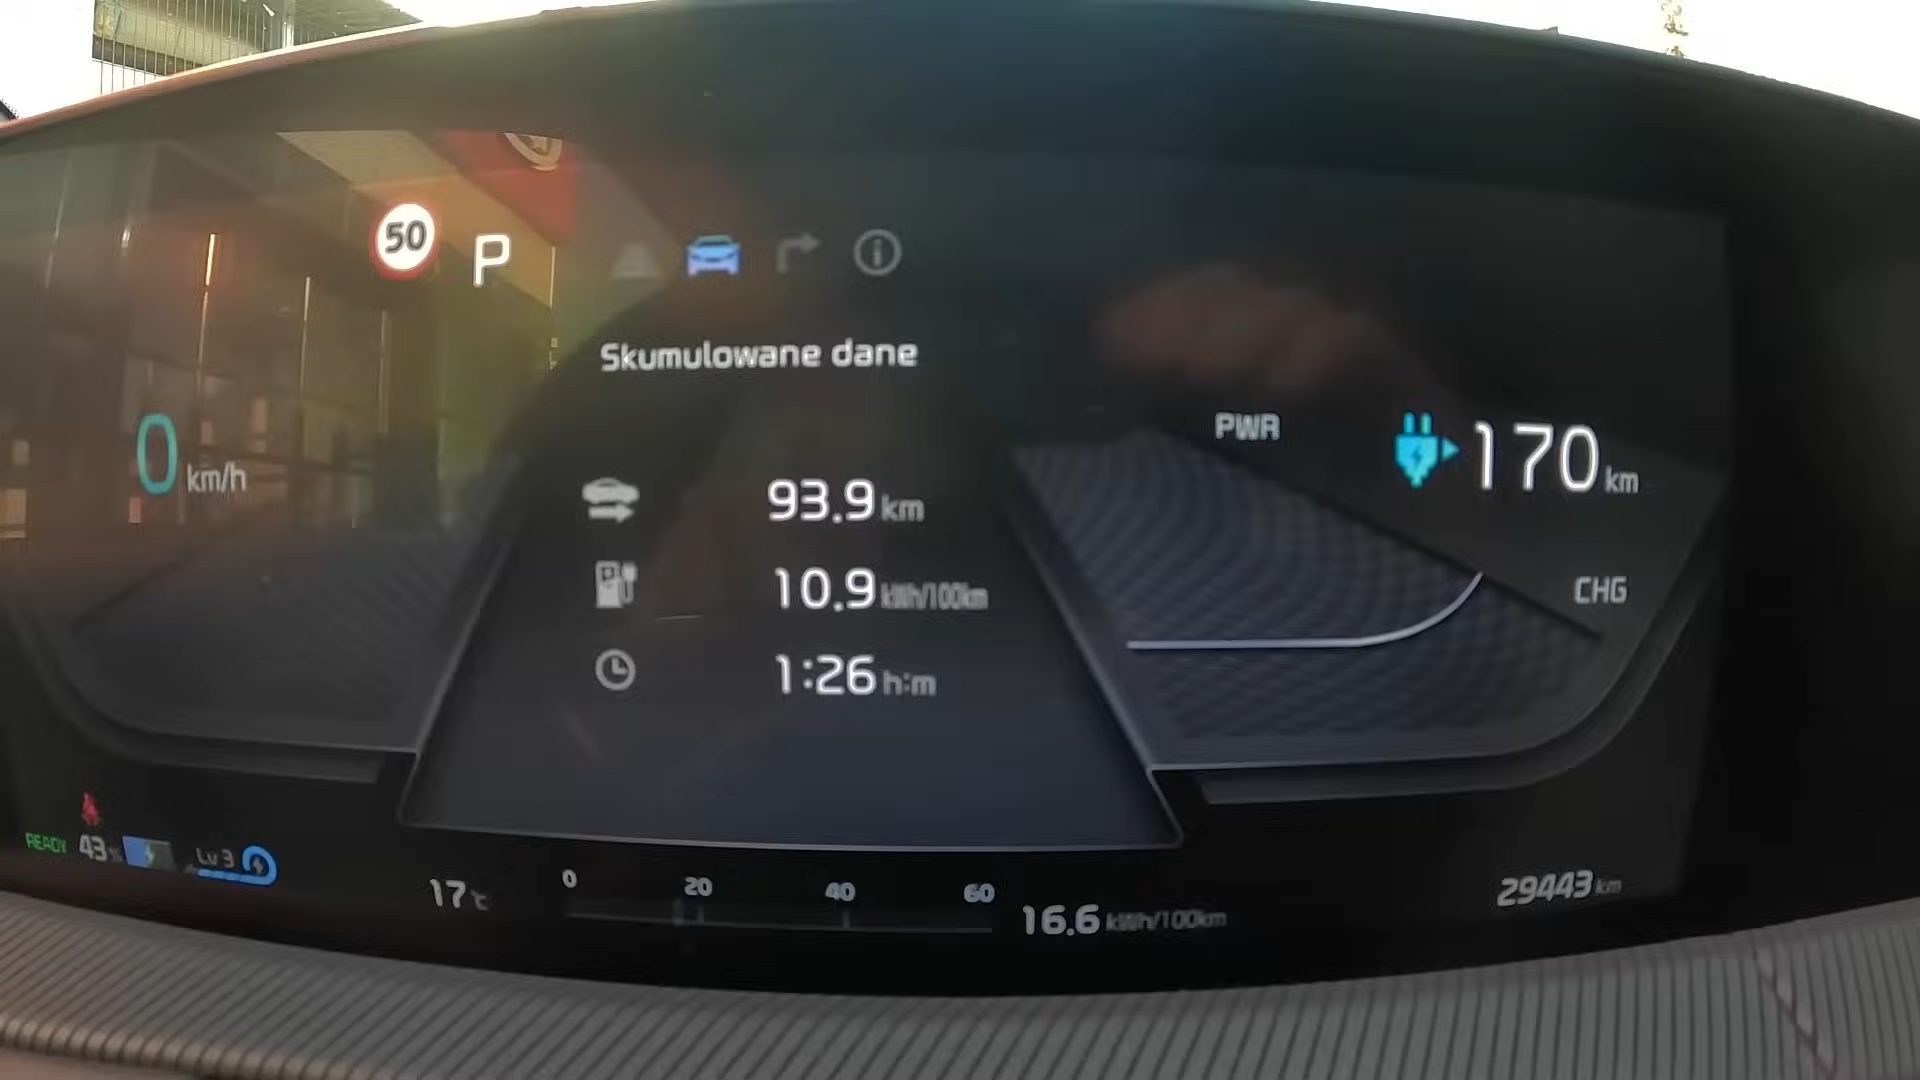 50
P
Skumulowane dane
0 km/h
93.9 km
10.9 kWh/100km
1:26 h:m
PWR
170 km
CHG
READY 43% Lv 3
17 °C
0 20 40 60
16.6 kWh/100km
29443 km